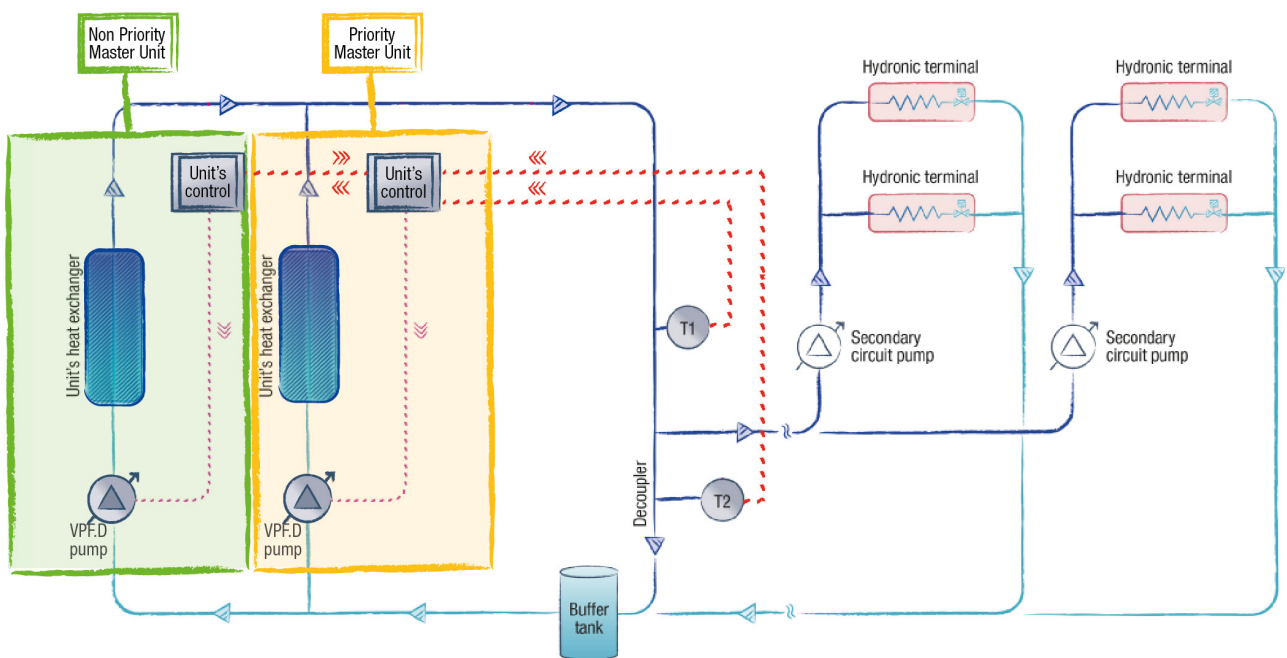 Non Priority
Master Unit
Priority
Master Unit
Hydronic terminal
Hydronic terminal
Unit's
control
Unit's
control
Hydronic terminal
Hydronic terminal
Unit's heat exchanger
Unit's heat exchanger
T1
Secondary
circuit pump
Secondary
circuit pump
Decoupler
T2
VPF.D
pump
VPF.D
pump
Buffer
tank